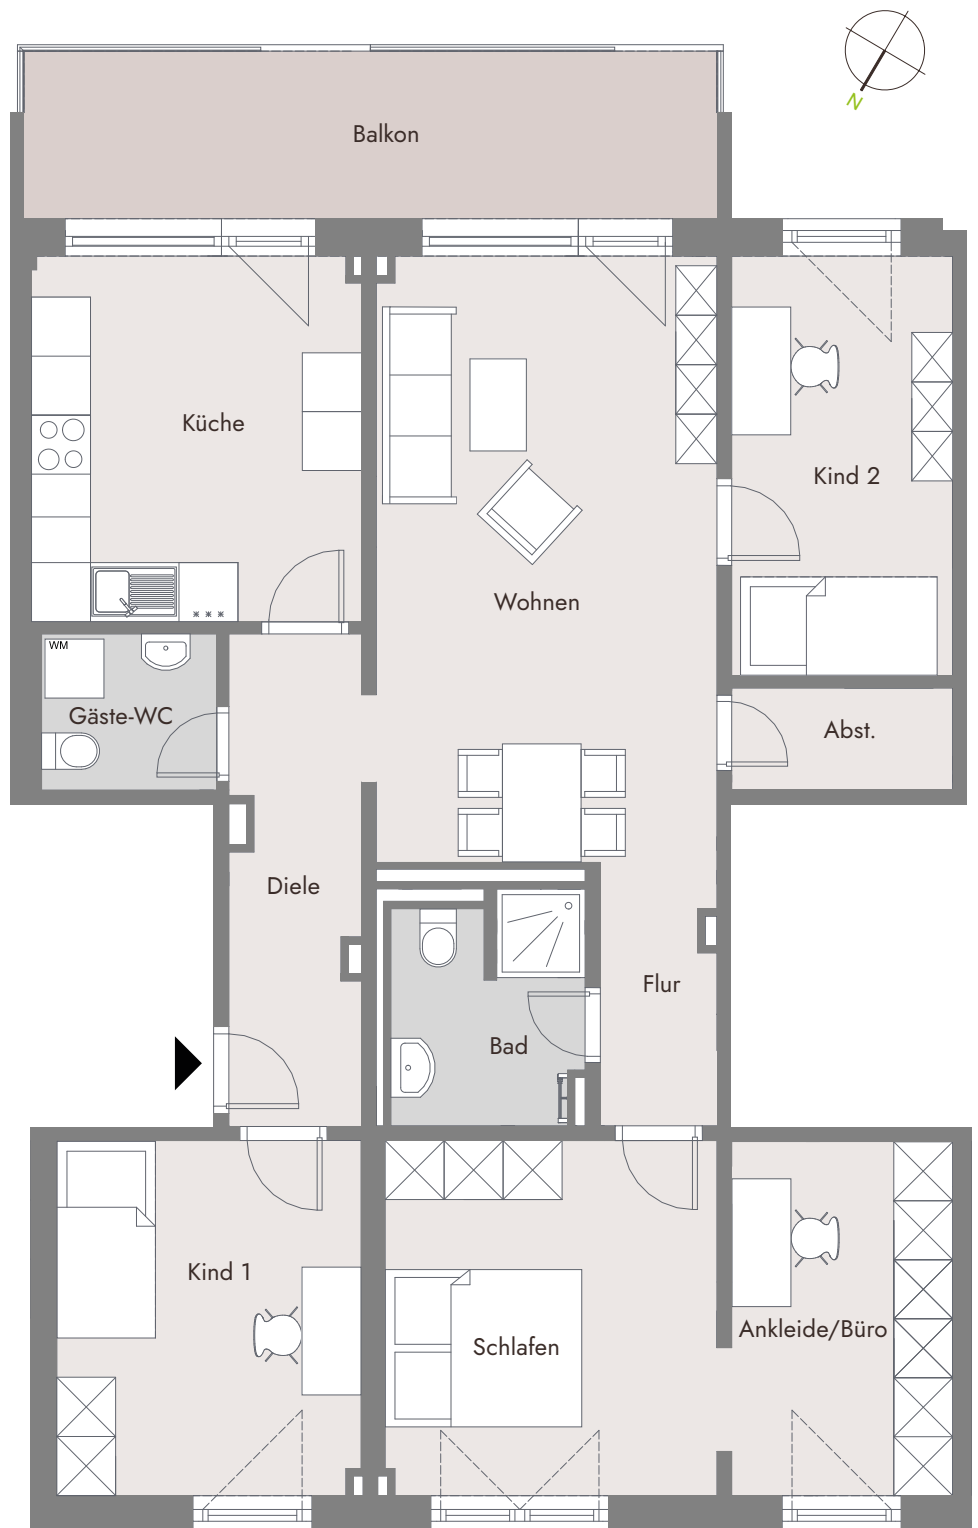 N
Balkon
Küche
Kind 2
Wohnen
WM
Gäste-WC
Abst.
Diele
Flur
Bad
Kind 1
Ankleide/Büro
Schlafen